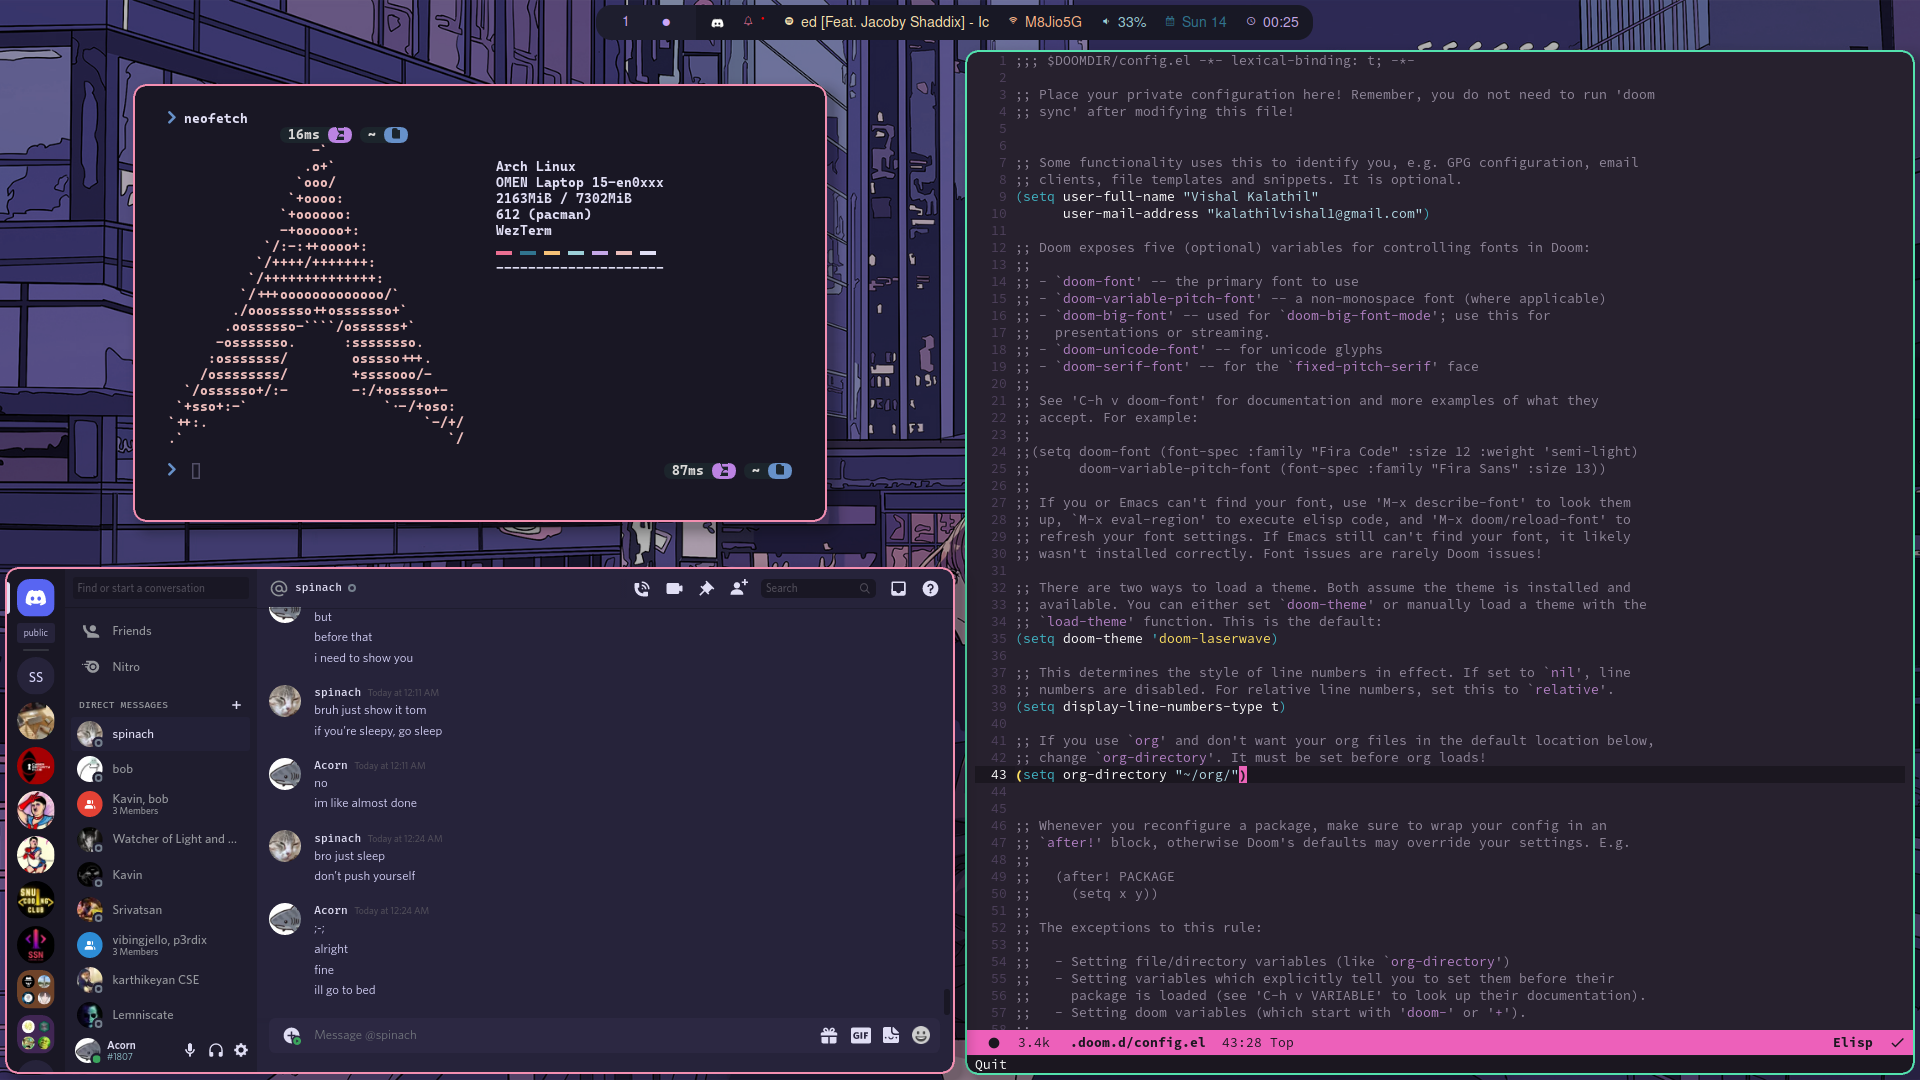 1
ed [Feat. Jacoby Shaddix] - Ic
M8Jio5G
33%
Sun 14
00:25
neofetch
16ms
~
-`
.o+`
`ooo/
`+oooo:
`+oooooo:
-+oooooo+:
`/:-:++oooo+:
`/++++/+++++++:
`/++++++++++++++:
`/+++ooooooooooooo/`
./ooosssso++osssssso+`
.oossssso-````/ossssss+`
-osssssso.      :ssssssso.
:osssssss/        osssso+++.
/ossssssss/        +ssssooo/-
`/ossssso+/:-        -:/+osssso+-
`+sso+:-`                 `.-/+oso:
`++:.                           `-/+/
.`                                 `/
Arch Linux
OMEN Laptop 15-en0xxx
2163MiB / 7302MiB
612 (pacman)
WezTerm
---------------------
87ms
~
Find or start a conversation
public
Friends
Nitro
SS
DIRECT MESSAGES
spinach
bob
Kavin, bob
3 Members
Watcher of Light and ...
Kavin
Srivatsan
vibingjello, p3rdix
3 Members
karthikeyan CSE
Lemniscate
SNU
CODING
CLUB
SSN
Acorn
#1807
spinach
Search
but
before that
i need to show you
spinach Today at 12:11 AM
bruh just show it tom
if you're sleepy, go sleep
Acorn Today at 12:11 AM
no
im like almost done
spinach Today at 12:24 AM
bro just sleep
don't push yourself
Acorn Today at 12:24 AM
;-;
alright
fine
ill go to bed
Message @spinach
GIF
1 ;;; $DOOMDIR/config.el -*- lexical-binding: t; -*-
2
3 ;; Place your private configuration here! Remember, you do not need to run 'doom
4 ;; sync' after modifying this file!
5
6
7 ;; Some functionality uses this to identify you, e.g. GPG configuration, email
8 ;; clients, file templates and snippets. It is optional.
9 (setq user-full-name "Vishal Kalathil"
10       user-mail-address "kalathilvishal1@gmail.com")
11
12 ;; Doom exposes five (optional) variables for controlling fonts in Doom:
13 ;;
14 ;; - `doom-font' -- the primary font to use
15 ;; - `doom-variable-pitch-font' -- a non-monospace font (where applicable)
16 ;; - `doom-big-font' -- used for `doom-big-font-mode'; use this for
17 ;;   presentations or streaming.
18 ;; - `doom-unicode-font' -- for unicode glyphs
19 ;; - `doom-serif-font' -- for the `fixed-pitch-serif' face
20 ;;
21 ;; See 'C-h v doom-font' for documentation and more examples of what they
22 ;; accept. For example:
23 ;;
24 ;;(setq doom-font (font-spec :family "Fira Code" :size 12 :weight 'semi-light)
25 ;;      doom-variable-pitch-font (font-spec :family "Fira Sans" :size 13))
26 ;;
27 ;; If you or Emacs can't find your font, use 'M-x describe-font' to look them
28 ;; up, `M-x eval-region' to execute elisp code, and 'M-x doom/reload-font' to
29 ;; refresh your font settings. If Emacs still can't find your font, it likely
30 ;; wasn't installed correctly. Font issues are rarely Doom issues!
31
32 ;; There are two ways to load a theme. Both assume the theme is installed and
33 ;; available. You can either set `doom-theme' or manually load a theme with the
34 ;; `load-theme' function. This is the default:
35 (setq doom-theme 'doom-laserwave)
36
37 ;; This determines the style of line numbers in effect. If set to `nil', line
38 ;; numbers are disabled. For relative line numbers, set this to `relative'.
39 (setq display-line-numbers-type t)
40
41 ;; If you use `org' and don't want your org files in the default location below,
42 ;; change `org-directory'. It must be set before org loads!
43 (setq org-directory "~/org/")
44
45
46 ;; Whenever you reconfigure a package, make sure to wrap your config in an
47 ;; `after!' block, otherwise Doom's defaults may override your settings. E.g.
48 ;;
49 ;;   (after! PACKAGE
50 ;;     (setq x y))
51 ;;
52 ;; The exceptions to this rule:
53 ;;
54 ;;   - Setting file/directory variables (like `org-directory')
55 ;;   - Setting variables which explicitly tell you to set them before their
56 ;;     package is loaded (see 'C-h v VARIABLE' to look up their documentation).
57 ;;   - Setting doom variables (which start with 'doom-' or '+').
3.4k .doom.d/config.el 43:28 Top
Elisp
Quit